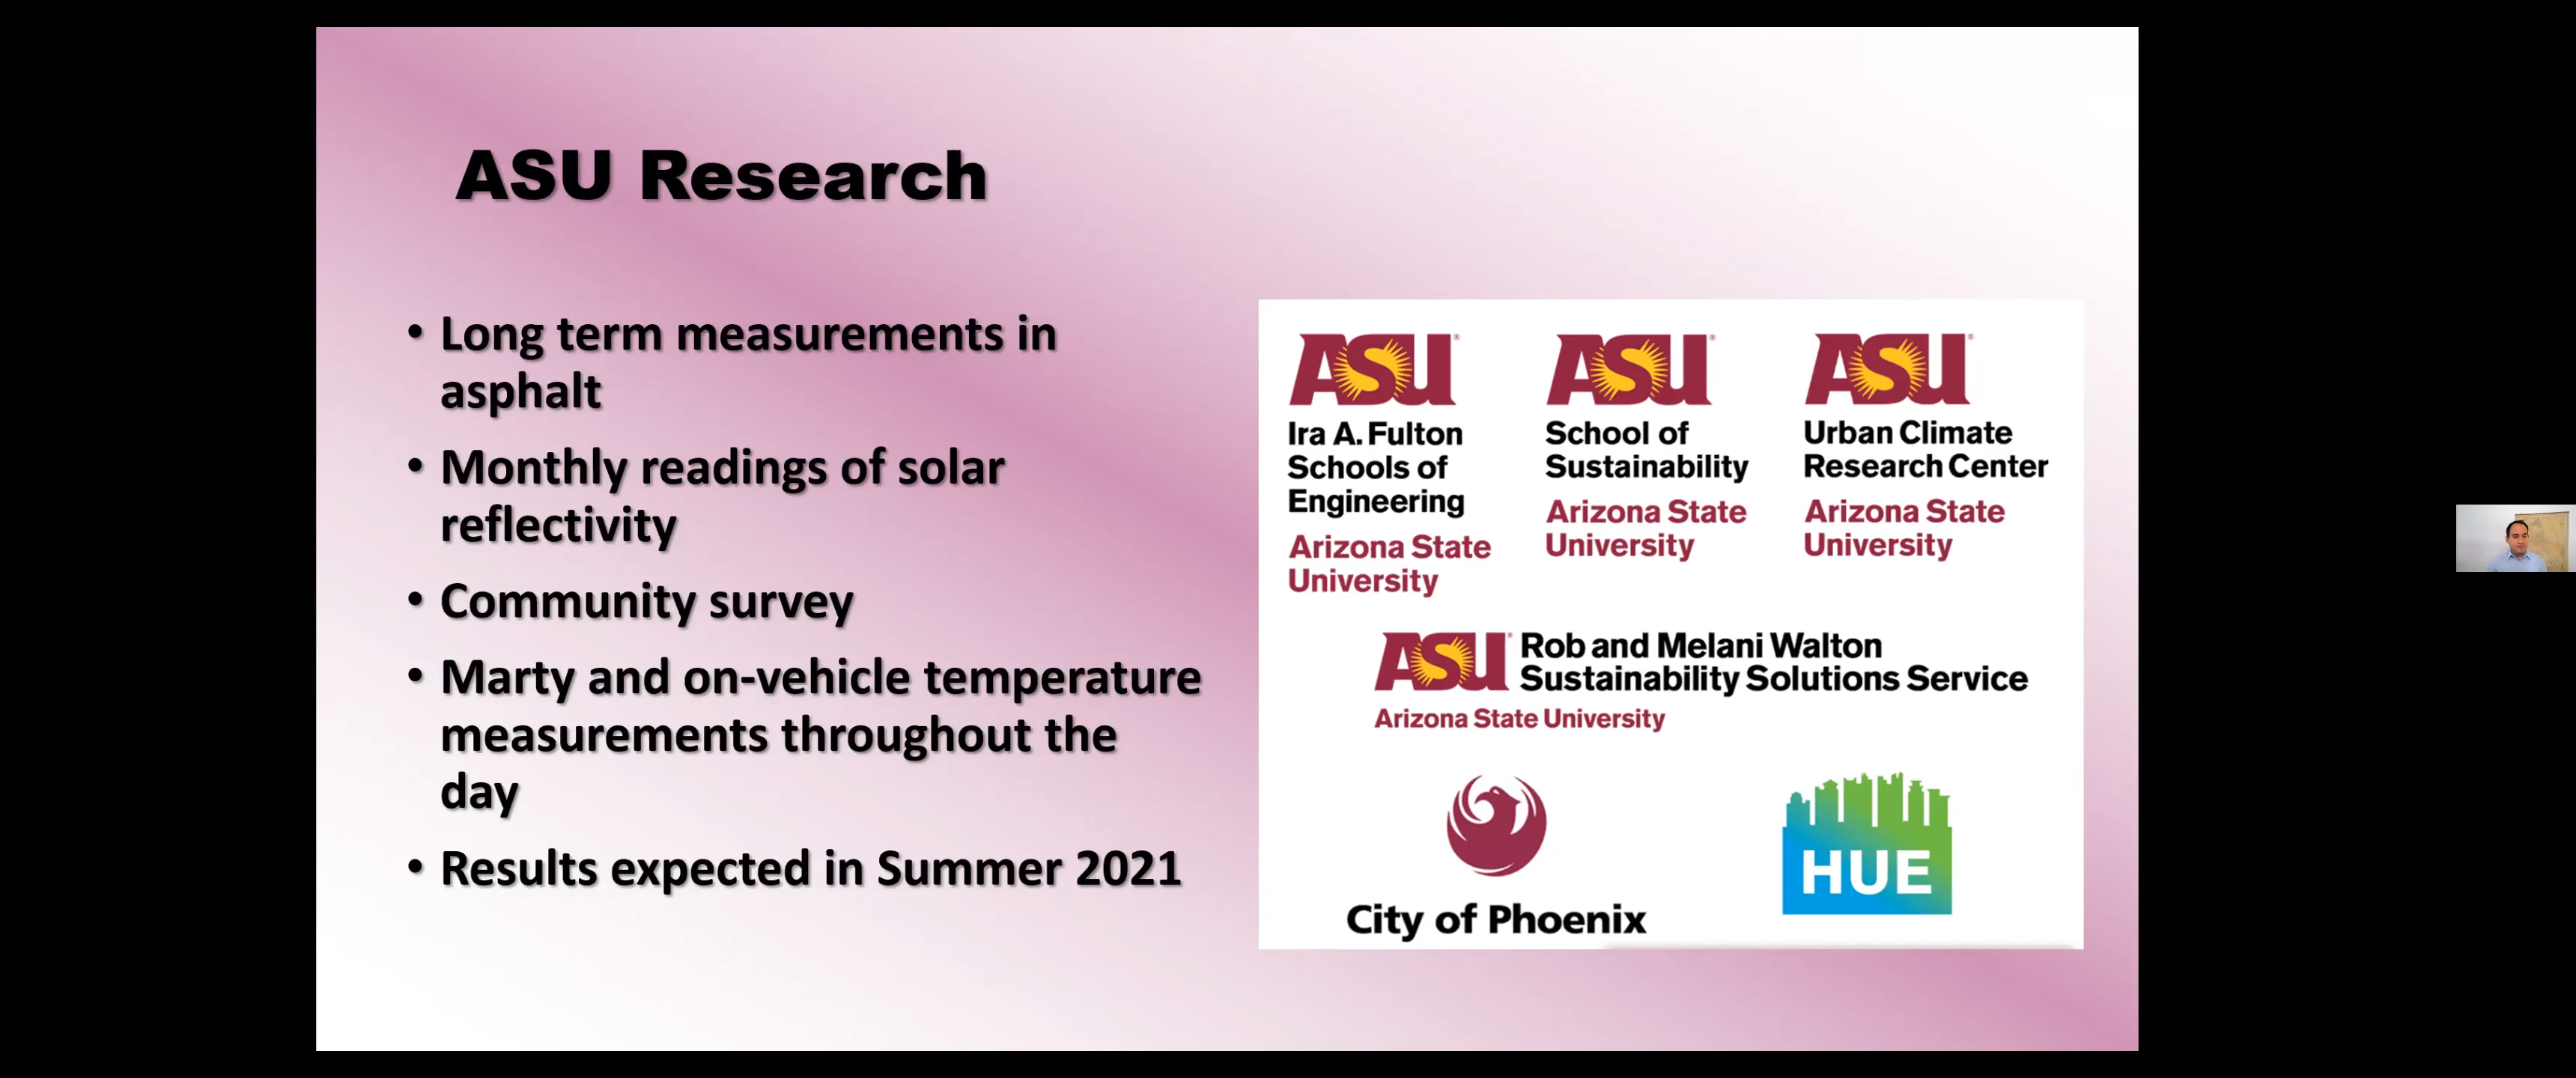 ASU Research
• Long term measurements in
asphalt
• Monthly readings of solar
reflectivity
• Community survey
• Marty and on-vehicle temperature
measurements throughout the
day
• Results expected in Summer 2021
ASU®
Ira A. Fulton
Schools of
Engineering
Arizona State
University
ASU®
School of
Sustainability
Arizona State
University
ASU®
Urban Climate
Research Center
Arizona State
University
ASU® Rob and Melani Walton
Sustainability Solutions Service
Arizona State University
City of Phoenix
HUE